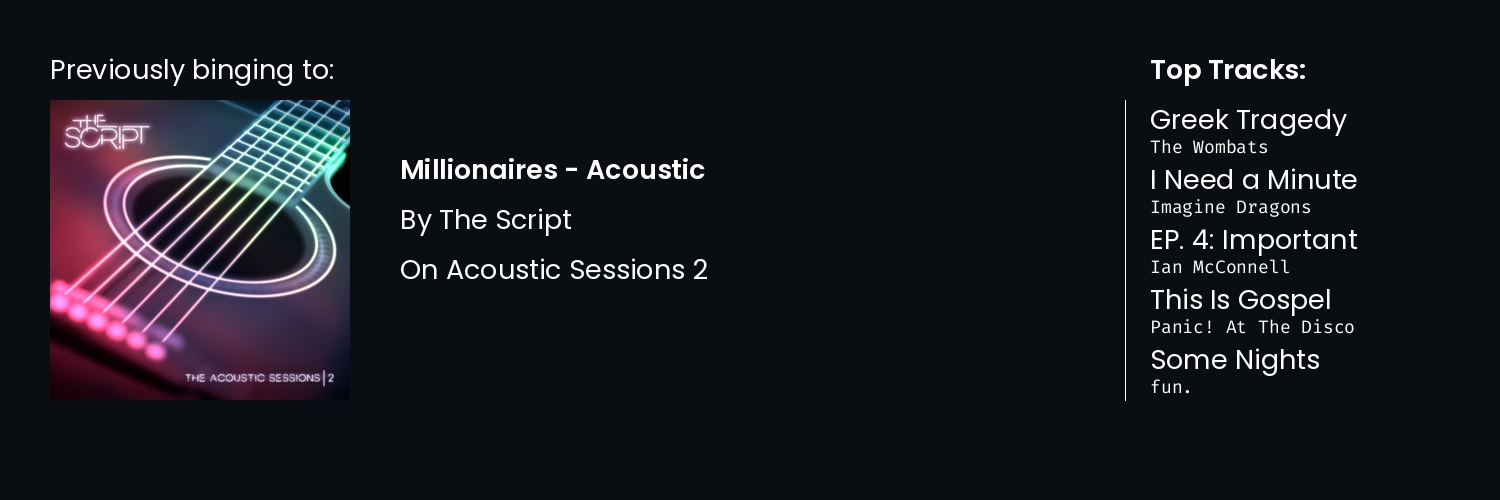 Previously binging to:
THE
SCRIPT
THE ACOUSTIC SESSIONS|2
Millionaires - Acoustic
By The Script
On Acoustic Sessions 2
Top Tracks:
Greek Tragedy
The Wombats
I Need a Minute
Imagine Dragons
EP. 4: Important
Ian McConnell
This Is Gospel
Panic! At The Disco
Some Nights
fun.